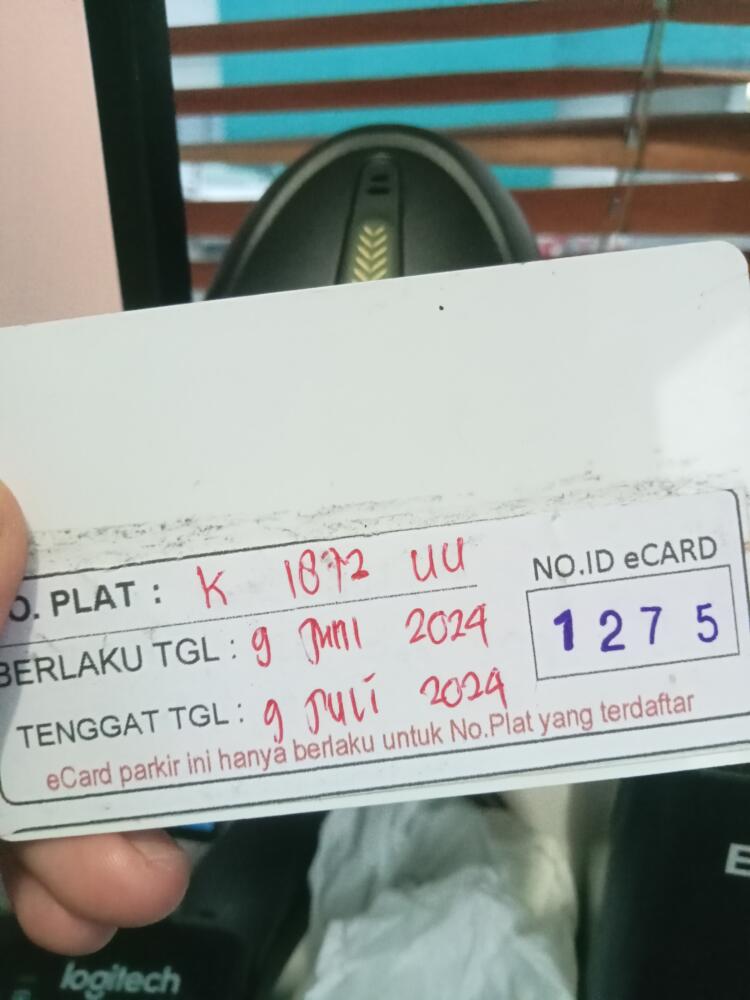 O. PLAT : K 1872 UU
BERLAKU TGL : 9 Juni 2024
TENGGAT TGL : 9 Juli 2024
NO.ID eCARD
1275
eCard parkir ini hanya berlaku untuk No.Plat yang terdaftar
logitech
E